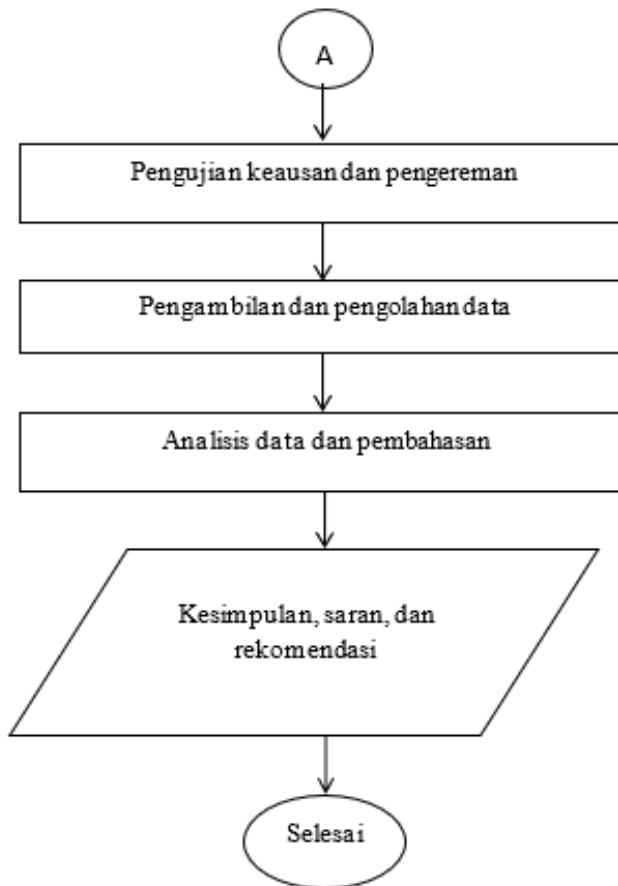 A
Pengujian keausan dan pengereman
Pengambilan dan pengolahan data
Analisis data dan pembahasan
Kesimpulan, saran, dan
rekomendasi
Selesai